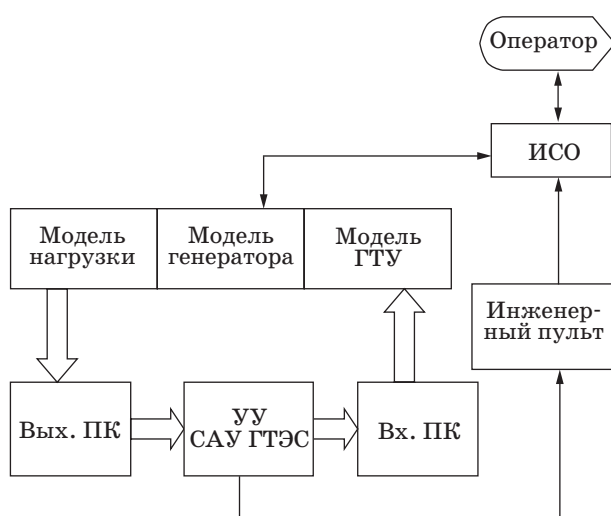 Оператор
ИСО
Модель
нагрузки
Модель
генератора
Модель
ГТУ
Инженер-
ный пульт
Вых. ПК
УУ
САУ ГТЭС
Вх. ПК